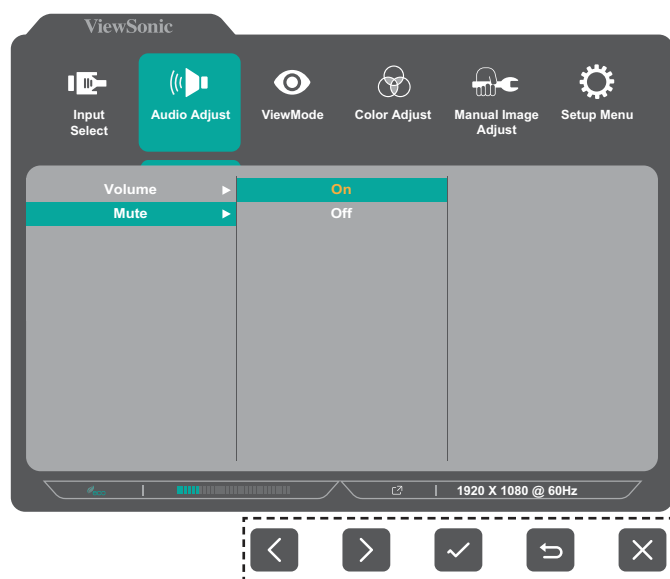 ViewSonic
Input
Select
Audio Adjust
ViewMode
Color Adjust
Manual Image
Adjust
Setup Menu
Volume
On
Mute
Off
eco
1920 X 1080 @ 60Hz